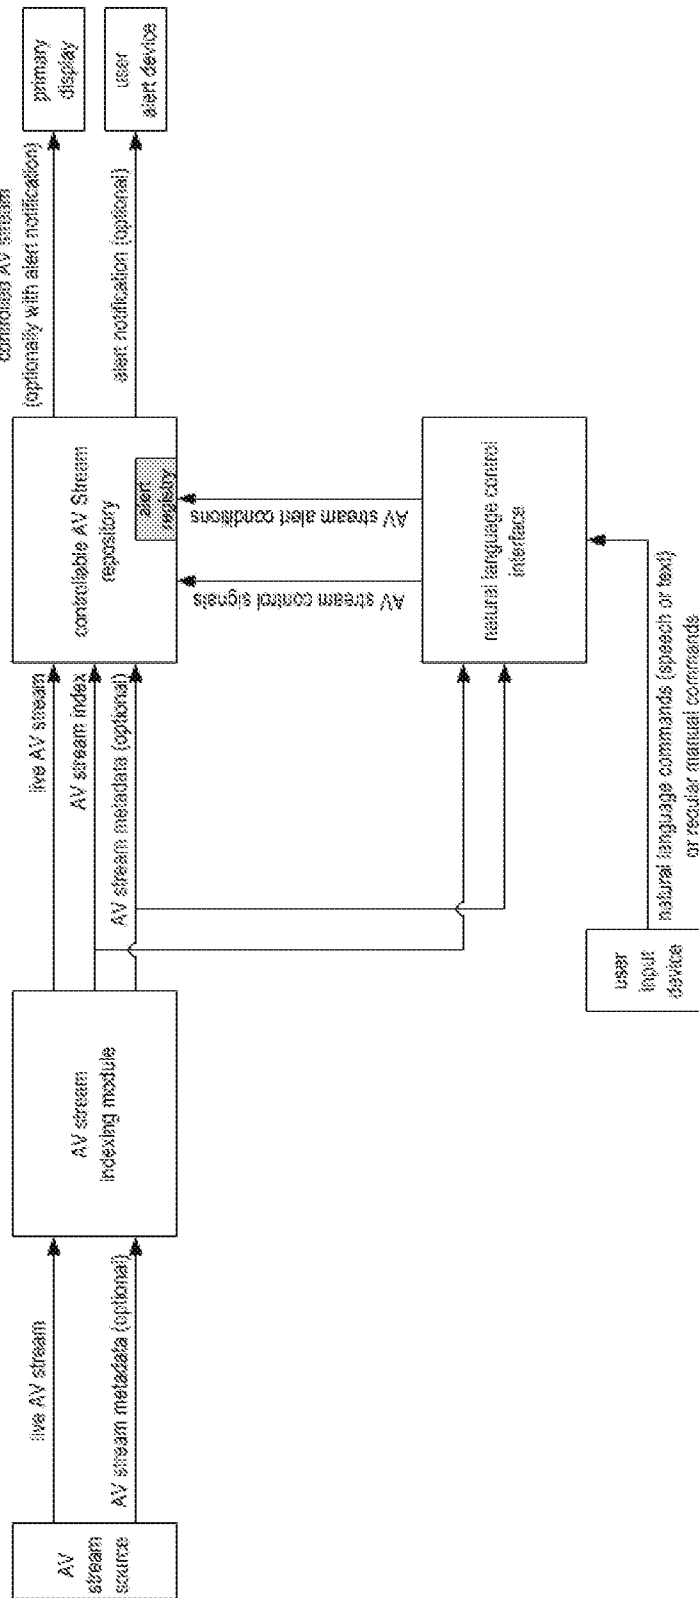 AV
stream
source
live AV stream
AV stream metadata (optional)
AV stream
indexing module
live AV stream
AV stream index
AV stream metadata (optional)
controllable AV Stream
repository
alert
registry
AV stream control signals
AV stream alert conditions
natural language control
interface
user
input
device
natural language commands (speech or text)
or regular manual commands
controlled AV stream
(optionally with alert notification)
alert notification (optional)
primary
display
user
alert device